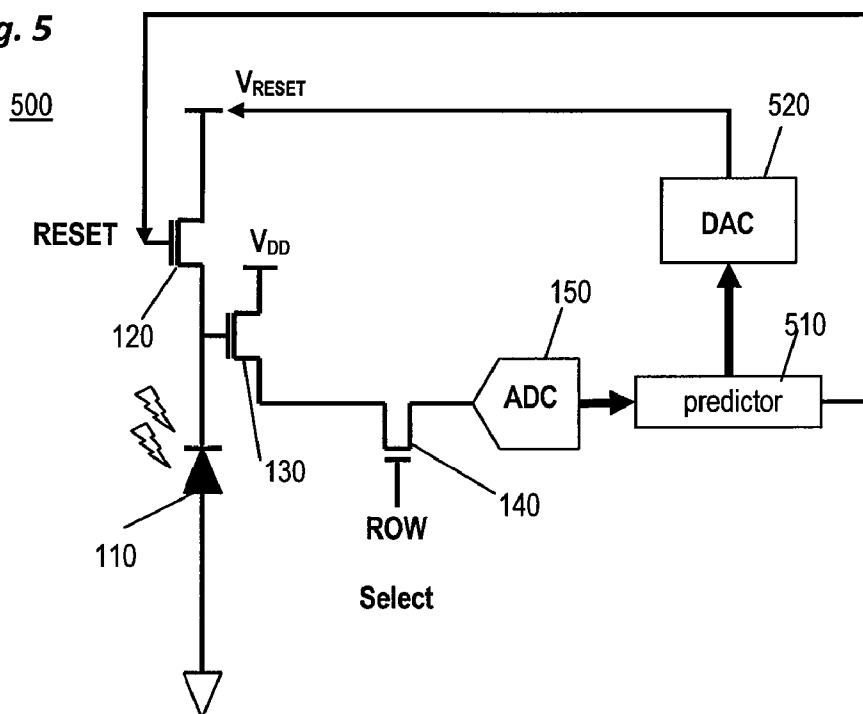 g. 5
500
V_RESET
520
DAC
RESET
V_DD
120
150
ADC
510
predictor
130
140
110
ROW
Select